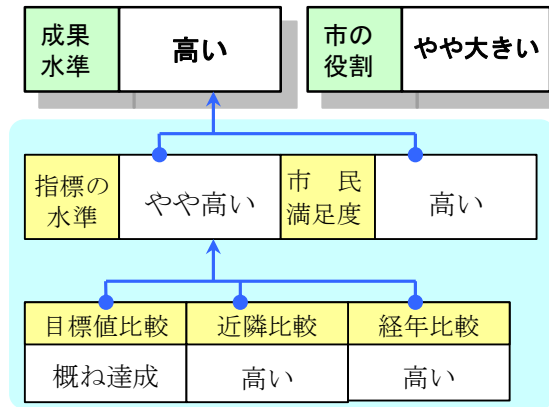 成果
水準
高い
市の
役割
やや大きい
指標の
水準
やや高い
市　民
満足度
高い
目標値比較
近隣比較
経年比較
概ね達成
高い
高い